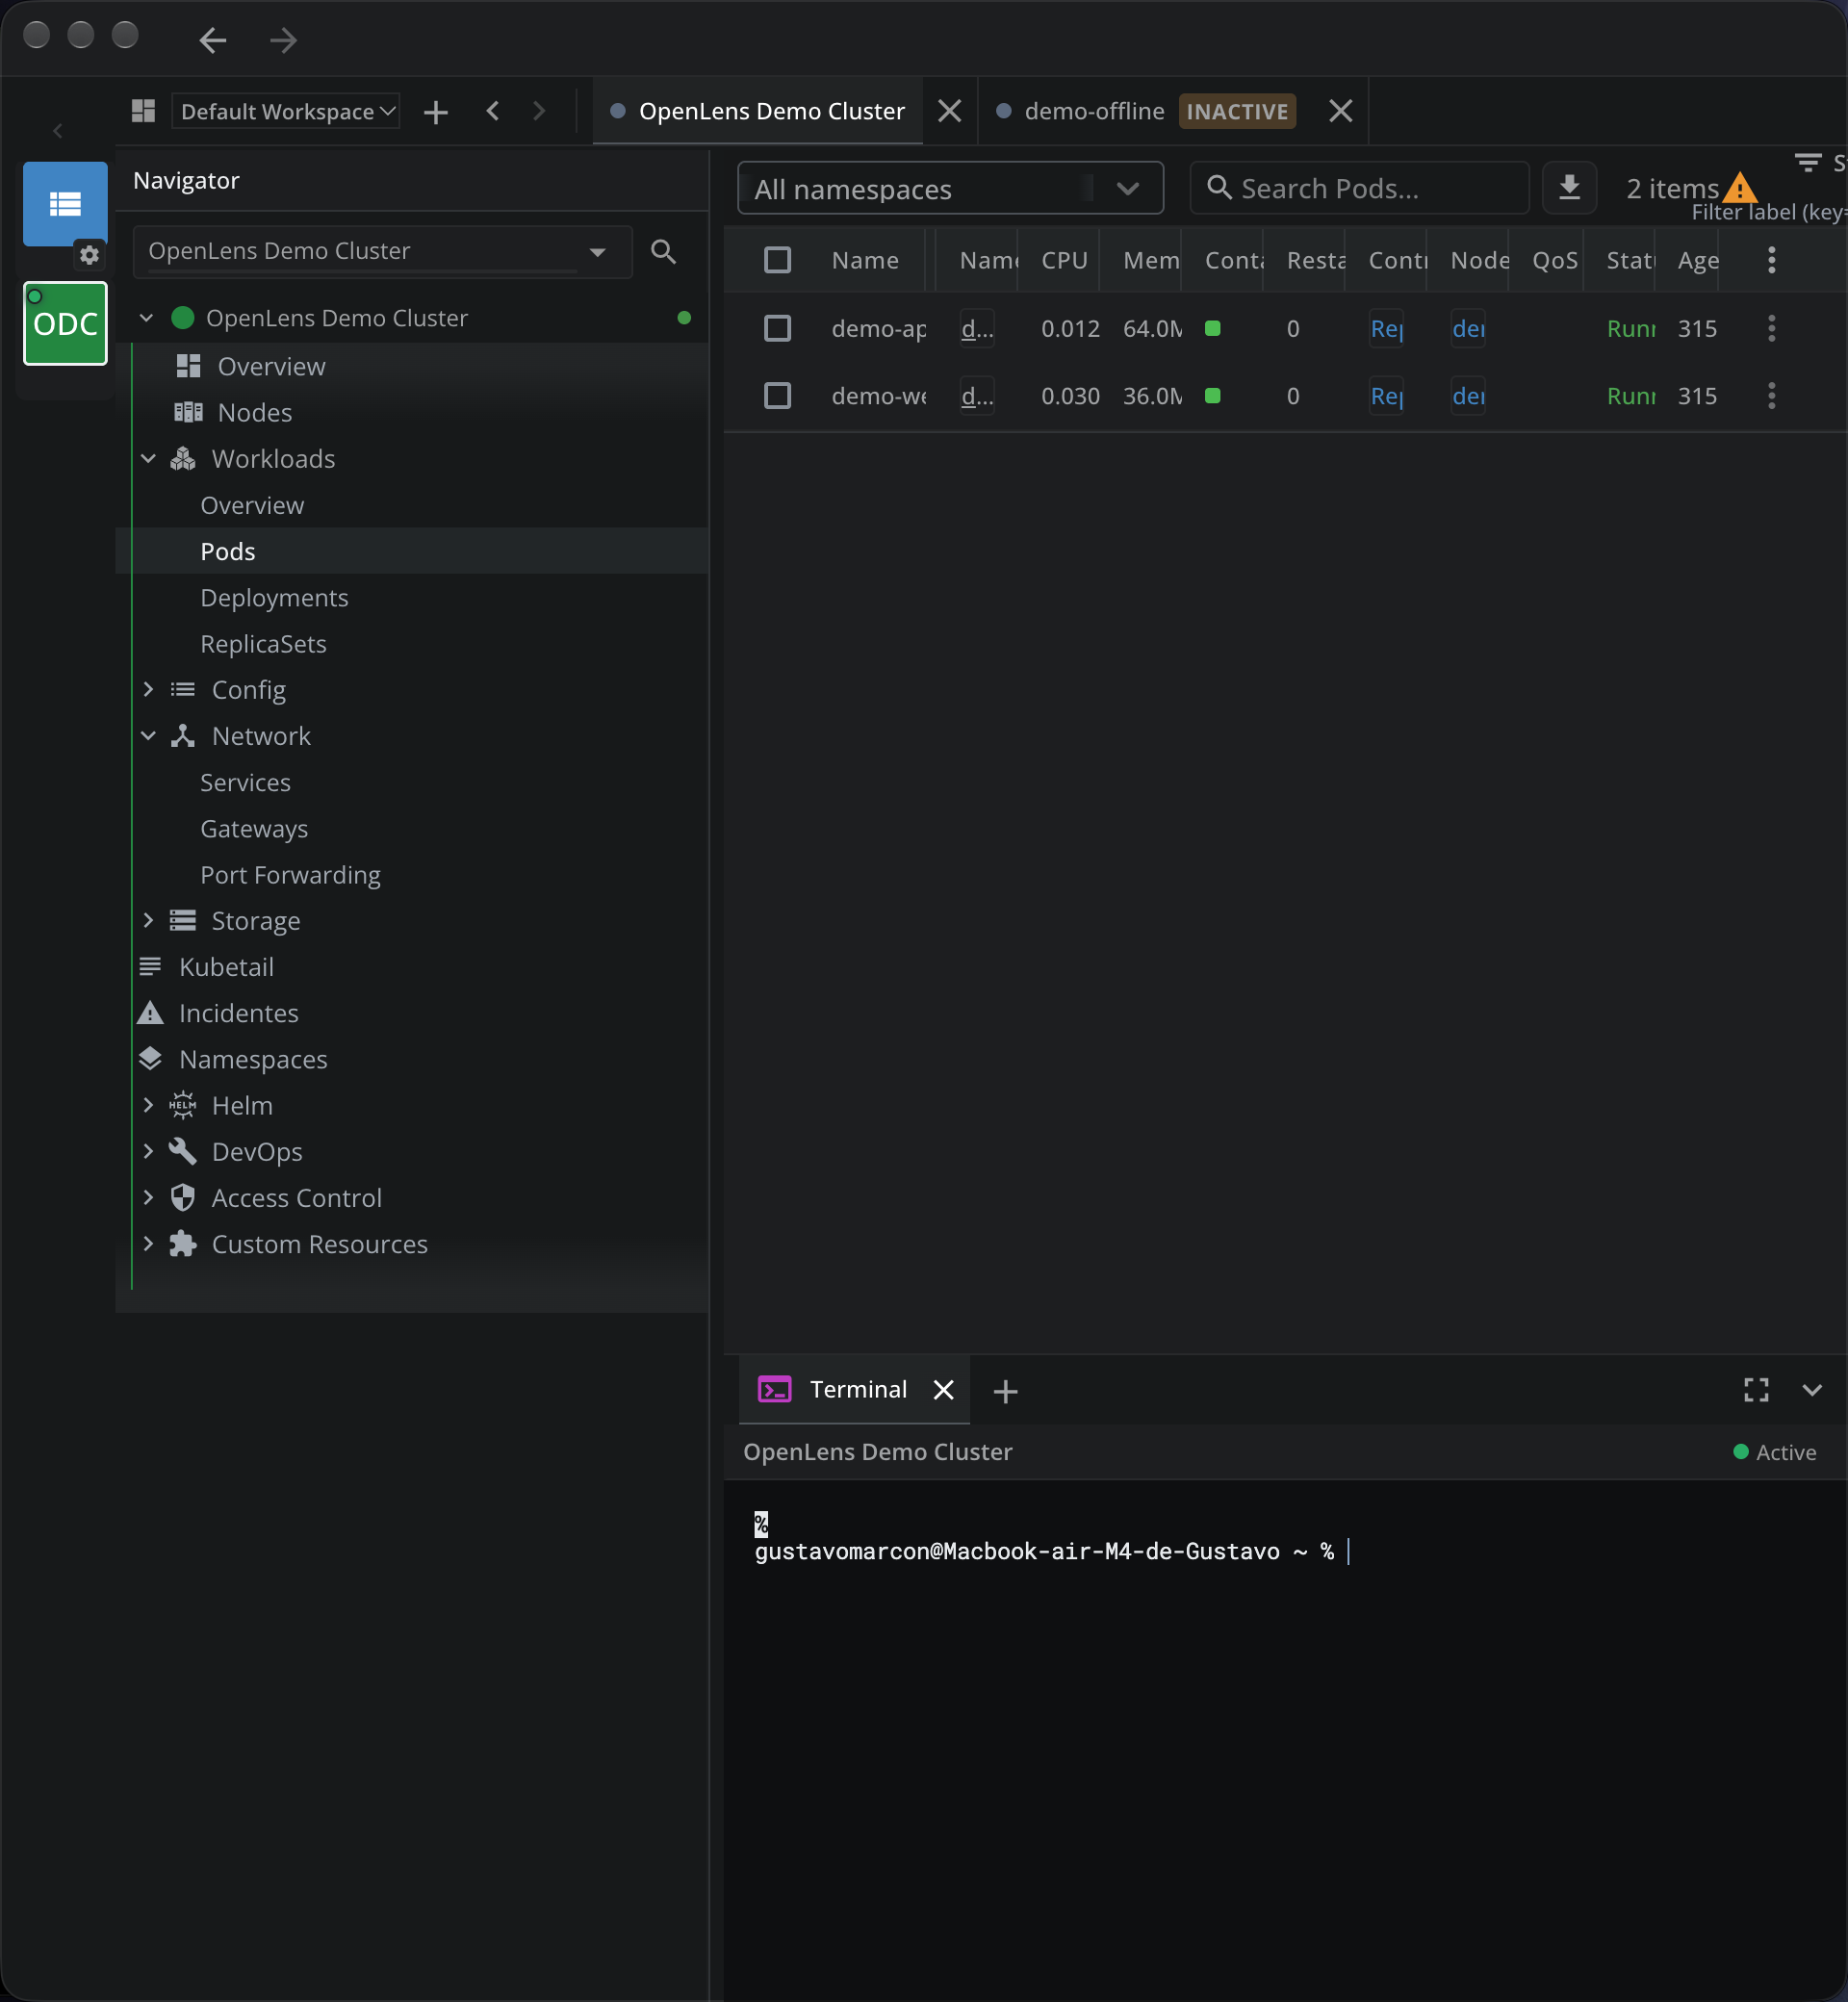 Default Workspace
OpenLens Demo Cluster
demo-offline INACTIVE
Navigator
OpenLens Demo Cluster
ODC
OpenLens Demo Cluster
Overview
Nodes
Workloads
Overview
Pods
Deployments
ReplicaSets
Config
Network
Services
Gateways
Port Forwarding
Storage
Kubetail
Incidentes
Namespaces
HELM Helm
DevOps
Access Control
Custom Resources
All namespaces
Search Pods...
2 items
S
Filter label (key=
Name Name CPU Mem Conta Resta Contr Node QoS Statu Age
demo-ap d... 0.012 64.0M 0 Rep der Runr 315
demo-we d... 0.030 36.0M 0 Rep der Runr 315
Terminal
OpenLens Demo Cluster
Active
%
gustavomarcon@Macbook-air-M4-de-Gustavo ~ %